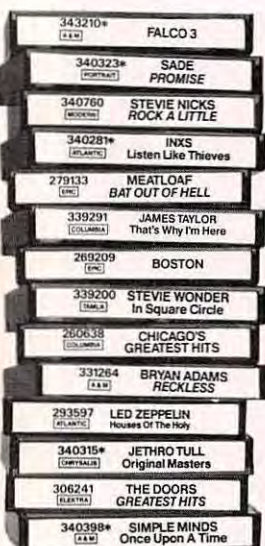 343210*
A&M
FALCO 3
340323*
PORTRAIT
SADE
PROMISE
340760
MODERN
STEVIE NICKS
ROCK A LITTLE
340281*
ATLANTIC
INXS
Listen Like Thieves
279133
EPIC
MEATLOAF
BAT OUT OF HELL
339291
COLUMBIA
JAMES TAYLOR
That's Why I'm Here
269209
EPIC
BOSTON
339200
TAMLA
STEVIE WONDER
In Square Circle
260638
COLUMBIA
CHICAGO'S
GREATEST HITS
331264
A&M
BRYAN ADAMS
RECKLESS
293597
ATLANTIC
LED ZEPPELIN
Houses Of The Holy
340315*
CHRYSALIS
JETHRO TULL
Original Masters
306241
ELEKTRA
THE DOORS
GREATEST HITS
340398*
A&M
SIMPLE MINDS
Once Upon A Time